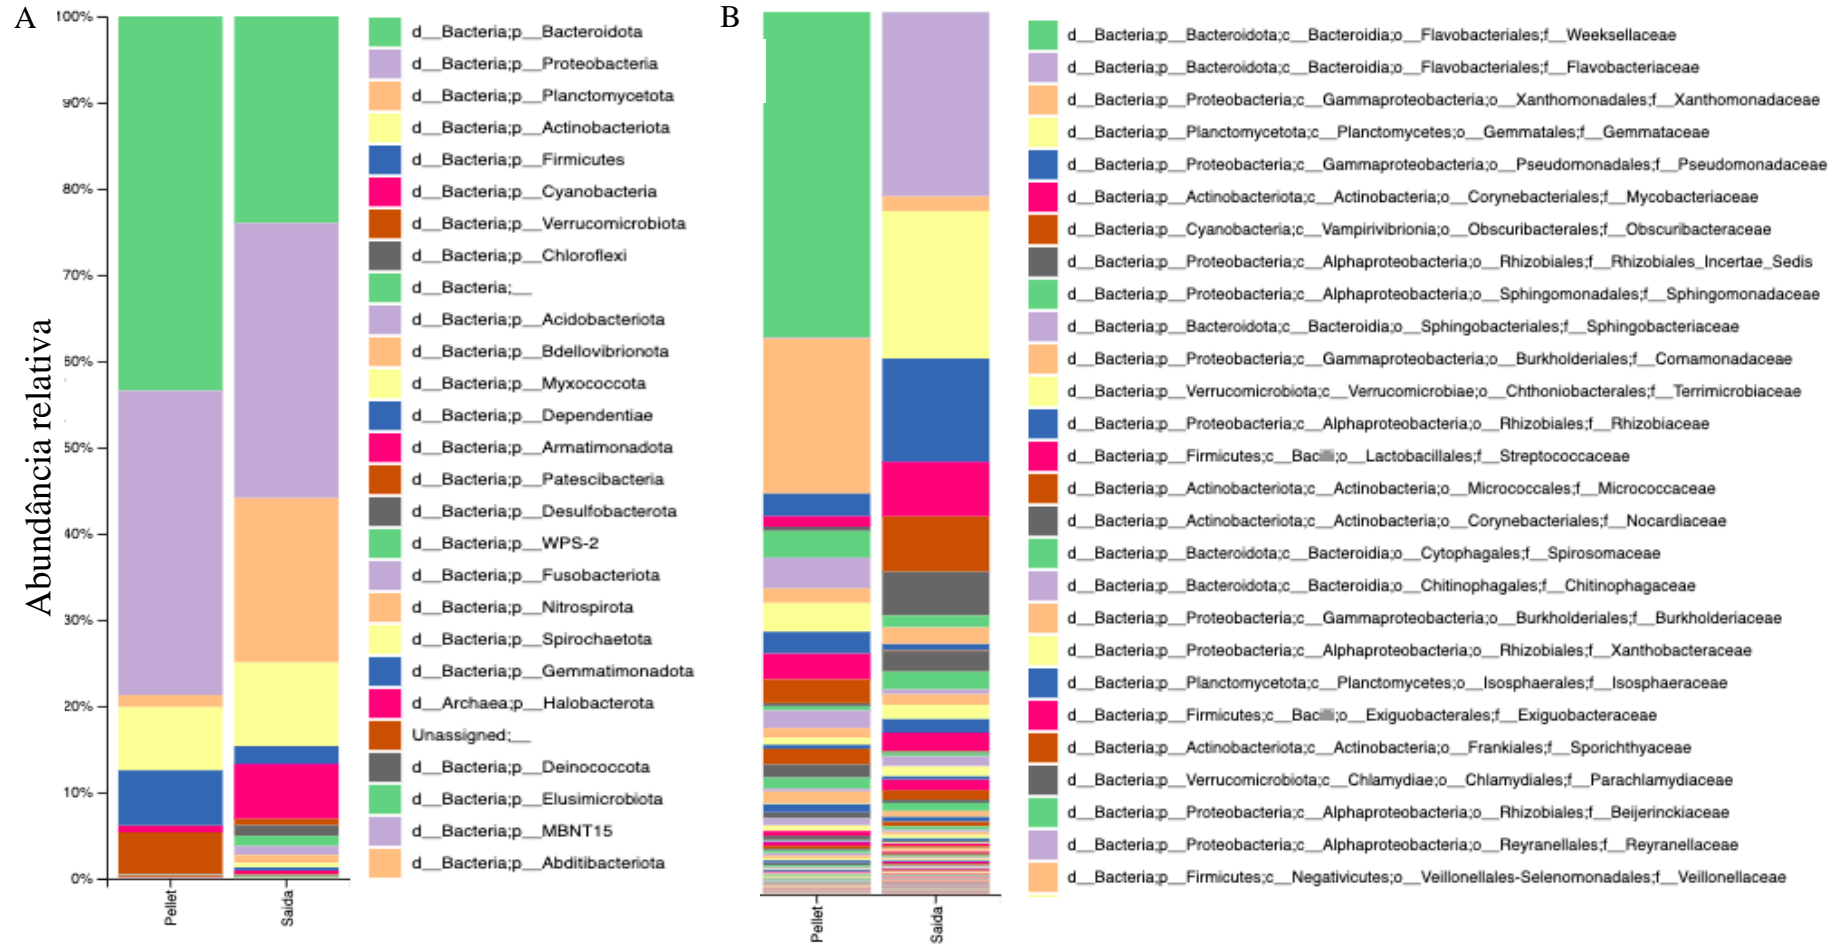 A
Abundância relativa
100%
90%
80%
70%
60%
50%
40%
30%
20%
10%
0%
Pellet
Saida
d__Bacteria;p__Bacteroidota
d__Bacteria;p__Proteobacteria
d__Bacteria;p__Planctomycetota
d__Bacteria;p__Actinobacteriota
d__Bacteria;p__Firmicutes
d__Bacteria;p__Cyanobacteria
d__Bacteria;p__Verrucomicrobiota
d__Bacteria;p__Chloroflexi
d__Bacteria;__
d__Bacteria;p__Acidobacteriota
d__Bacteria;p__Bdellovibrionota
d__Bacteria;p__Myxococcota
d__Bacteria;p__Dependentiae
d__Bacteria;p__Armatimonadota
d__Bacteria;p__Patescibacteria
d__Bacteria;p__Desulfobacterota
d__Bacteria;p__WPS-2
d__Bacteria;p__Fusobacteriota
d__Bacteria;p__Nitrospirota
d__Bacteria;p__Spirochaetota
d__Bacteria;p__Gemmatimonadota
d__Archaea;p__Halobacterota
Unassigned;__
d__Bacteria;p__Deinococcota
d__Bacteria;p__Elusimicrobiota
d__Bacteria;p__MBNT15
d__Bacteria;p__Abditibacteriota
B
Pellet
Saida
d__Bacteria;p__Bacteroidota;c__Bacteroidia;o__Flavobacteriales;f__Weeksellaceae
d__Bacteria;p__Bacteroidota;c__Bacteroidia;o__Flavobacteriales;f__Flavobacteriaceae
d__Bacteria;p__Proteobacteria;c__Gammaproteobacteria;o__Xanthomonadales;f__Xanthomonadaceae
d__Bacteria;p__Planctomycetota;c__Planctomycetes;o__Gemmatales;f__Gemmataceae
d__Bacteria;p__Proteobacteria;c__Gammaproteobacteria;o__Pseudomonadales;f__Pseudomonadaceae
d__Bacteria;p__Actinobacteriota;c__Actinobacteria;o__Corynebacteriales;f__Mycobacteriaceae
d__Bacteria;p__Cyanobacteria;c__Vampirivibrionia;o__Obscuribacterales;f__Obscuribacteraceae
d__Bacteria;p__Proteobacteria;c__Alphaproteobacteria;o__Rhizobiales;f__Rhizobiales_Incertae_Sedis
d__Bacteria;p__Proteobacteria;c__Alphaproteobacteria;o__Sphingomonadales;f__Sphingomonadaceae
d__Bacteria;p__Bacteroidota;c__Bacteroidia;o__Sphingobacteriales;f__Sphingobacteriaceae
d__Bacteria;p__Proteobacteria;c__Gammaproteobacteria;o__Burkholderiales;f__Comamonadaceae
d__Bacteria;p__Verrucomicrobiota;c__Verrucomicrobiae;o__Chthoniobacterales;f__Terrimicrobiaceae
d__Bacteria;p__Proteobacteria;c__Alphaproteobacteria;o__Rhizobiales;f__Rhizobiaceae
d__Bacteria;p__Firmicutes;c__Bacilli;o__Lactobacillales;f__Streptococcaceae
d__Bacteria;p__Actinobacteriota;c__Actinobacteria;o__Micrococcales;f__Micrococcaceae
d__Bacteria;p__Actinobacteriota;c__Actinobacteria;o__Corynebacteriales;f__Nocardiaceae
d__Bacteria;p__Bacteroidota;c__Bacteroidia;o__Cytophagales;f__Spirosomaceae
d__Bacteria;p__Bacteroidota;c__Bacteroidia;o__Chitinophagales;f__Chitinophagaceae
d__Bacteria;p__Proteobacteria;c__Gammaproteobacteria;o__Burkholderiales;f__Burkholderiaceae
d__Bacteria;p__Proteobacteria;c__Alphaproteobacteria;o__Rhizobiales;f__Xanthobacteraceae
d__Bacteria;p__Planctomycetota;c__Planctomycetes;o__Isosphaerales;f__Isosphaeraceae
d__Bacteria;p__Firmicutes;c__Bacilli;o__Exiguobacterales;f__Exiguobacteraceae
d__Bacteria;p__Actinobacteriota;c__Actinobacteria;o__Frankiales;f__Sporichthyaceae
d__Bacteria;p__Verrucomicrobiota;c__Chlamydiae;o__Chlamydiales;f__Parachlamydiaceae
d__Bacteria;p__Proteobacteria;c__Alphaproteobacteria;o__Rhizobiales;f__Beijerinckiaceae
d__Bacteria;p__Proteobacteria;c__Alphaproteobacteria;o__Reyranellales;f__Reyranellaceae
d__Bacteria;p__Firmicutes;c__Negativicutes;o__Veillonellales-Selenomonadales;f__Veillonellaceae